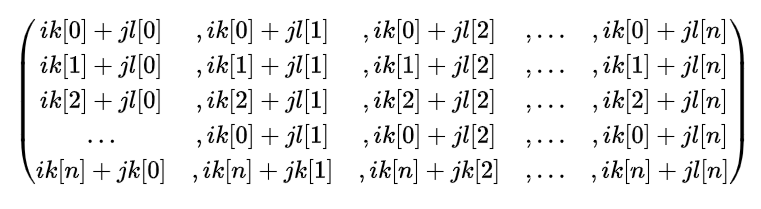 ik[0] + jl[0] , ik[0] + jl[1] , ik[0] + jl[2] , ... , ik[0] + jl[n]
ik[1] + jl[0] , ik[1] + jl[1] , ik[1] + jl[2] , ... , ik[1] + jl[n]
ik[2] + jl[0] , ik[2] + jl[1] , ik[2] + jl[2] , ... , ik[2] + jl[n]
... , ik[0] + jl[1] , ik[0] + jl[2] , ... , ik[0] + jl[n]
ik[n] + jk[0] , ik[n] + jk[1] , ik[n] + jk[2] , ... , ik[n] + jl[n]